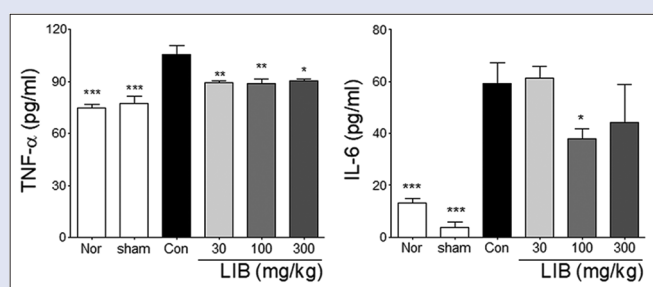 120
90
60
30
0
TNF-α (pg/ml)
*** *** ** ** *
Nor sham Con 30 100 300
LIB (mg/kg)
80
60
40
20
0
IL-6 (pg/ml)
*** *** *
Nor sham Con 30 100 300
LIB (mg/kg)